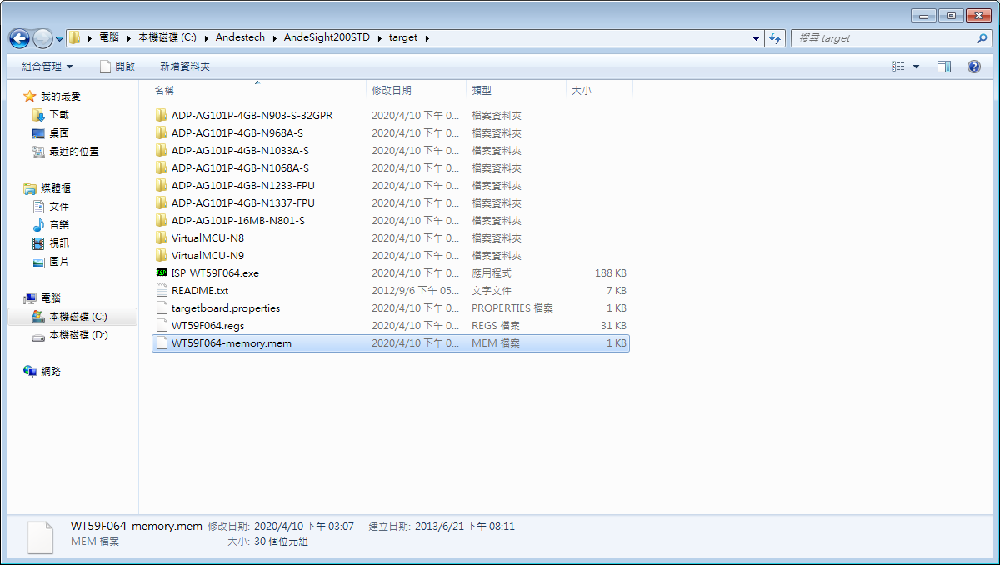 電腦 本機磁碟 (C:) Andestech AndeSight200STD target 搜尋 target
組合管理 開啟 新增資料夾
我的最愛
下載
桌面
最近的位置
媒體櫃
文件
音樂
視訊
圖片
電腦
本機磁碟 (C:)
本機磁碟 (D:)
網路
名稱 修改日期 類型 大小
ADP-AG101P-4GB-N903-S-32GPR 2020/4/10 下午 0... 檔案資料夾
ADP-AG101P-4GB-N968A-S 2020/4/10 下午 0... 檔案資料夾
ADP-AG101P-4GB-N1033A-S 2020/4/10 下午 0... 檔案資料夾
ADP-AG101P-4GB-N1068A-S 2020/4/10 下午 0... 檔案資料夾
ADP-AG101P-4GB-N1233-FPU 2020/4/10 下午 0... 檔案資料夾
ADP-AG101P-4GB-N1337-FPU 2020/4/10 下午 0... 檔案資料夾
ADP-AG101P-16MB-N801-S 2020/4/10 下午 0... 檔案資料夾
VirtualMCU-N8 2020/4/10 下午 0... 檔案資料夾
VirtualMCU-N9 2020/4/10 下午 0... 檔案資料夾
ISP ISP_WT59F064.exe 2020/4/10 下午 0... 應用程式 188 KB
README.txt 2012/9/6 下午 05... 文字文件 7 KB
targetboard.properties 2020/4/10 下午 0... PROPERTIES 檔案 1 KB
WT59F064.regs 2020/4/10 下午 0... REGS 檔案 31 KB
WT59F064-memory.mem 2020/4/10 下午 0... MEM 檔案 1 KB
WT59F064-memory.mem 修改日期: 2020/4/10 下午 03:07 建立日期: 2013/6/21 下午 08:11
MEM 檔案 大小: 30 個位元組